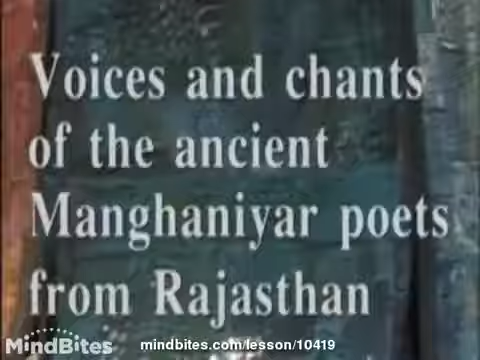 Voices and chants
of the ancient
Manghaniyar poets
from Rajasthan
MindBites
mindbites.com/lesson/10419